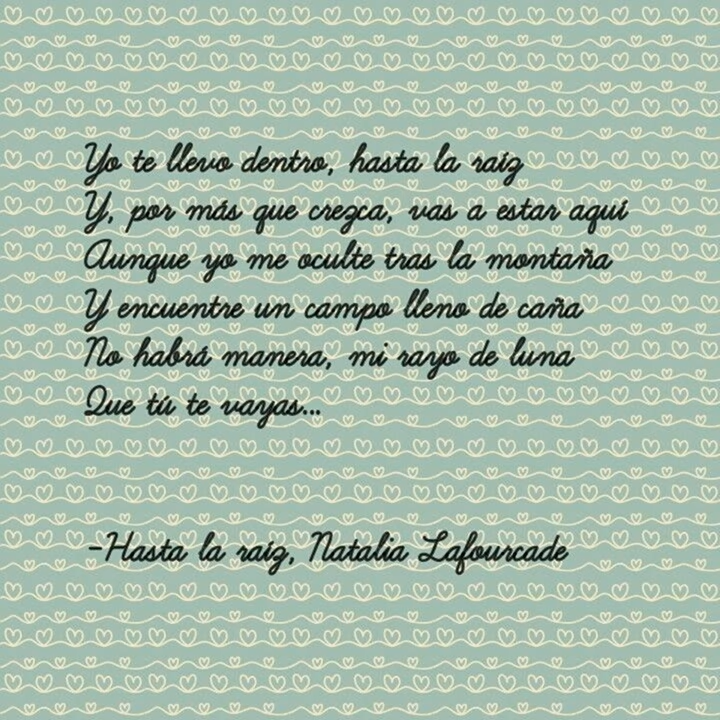 Yo te llevo dentro, hasta la raíz
Y, por más que crezca, vas a estar aquí
Aunque yo me oculte tras la montaña
Y encuentre un campo lleno de caña
No habrá manera, mi rayo de luna
Que tú te vayas...
-Hasta la raíz, Natalia Lafourcade